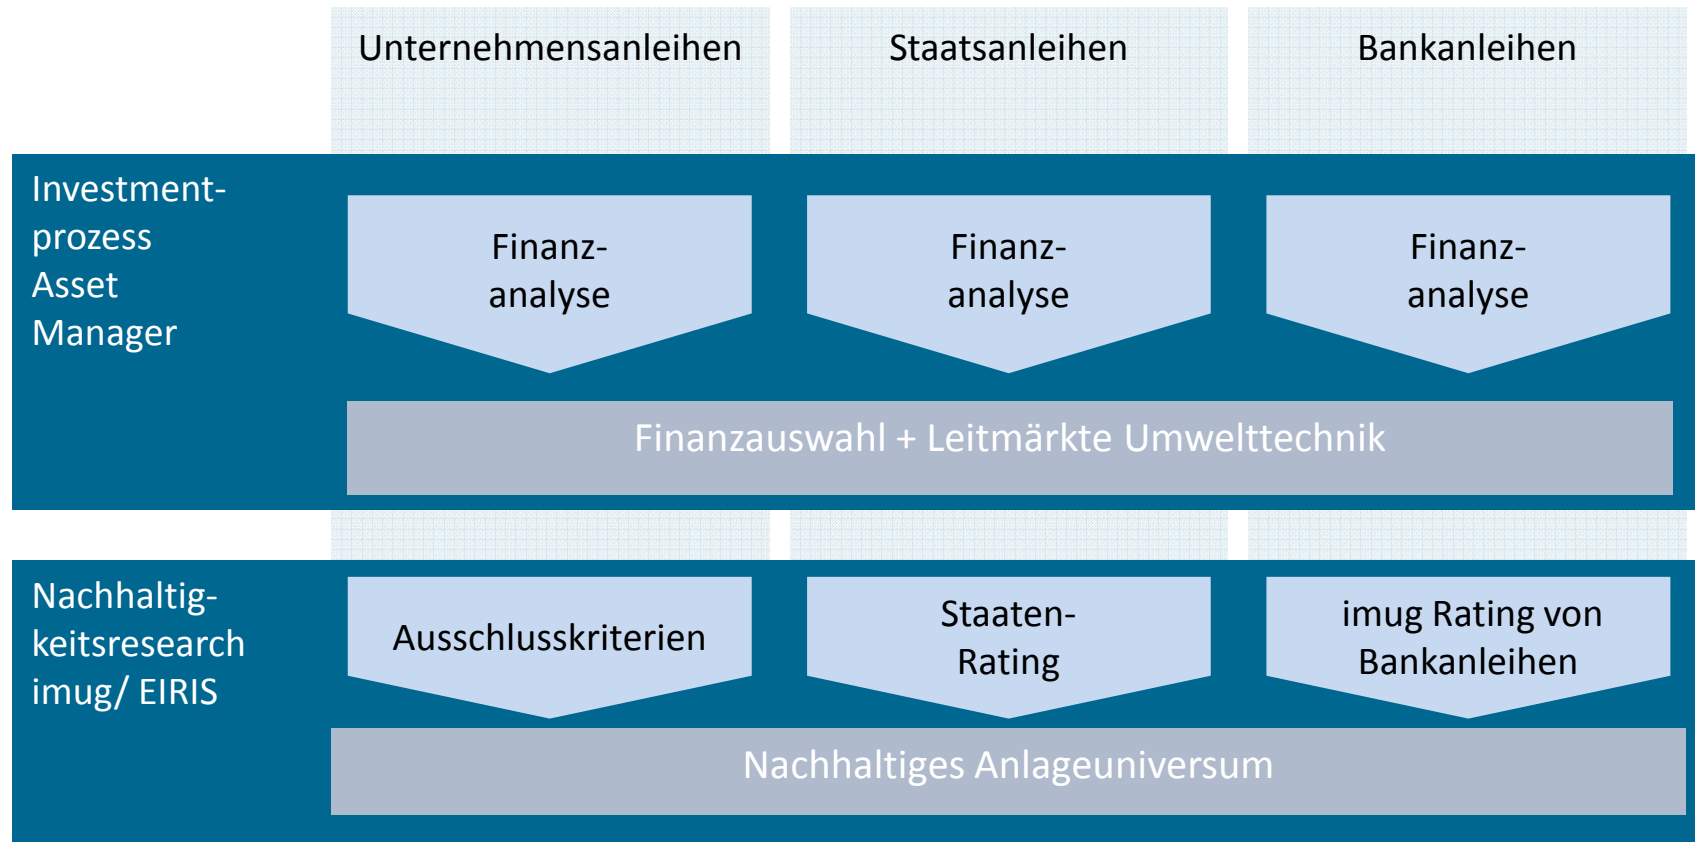 Unternehmensanleihen
Staatsanleihen
Bankanleihen
Investment-
prozess
Asset
Manager
Finanz-
analyse
Finanz-
analyse
Finanz-
analyse
Finanzauswahl + Leitmärkte Umwelttechnik
Nachhaltig-
keitsresearch
imug/ EIRIS
Ausschlusskriterien
Staaten-
Rating
imug Rating von
Bankanleihen
Nachhaltiges Anlageuniversum